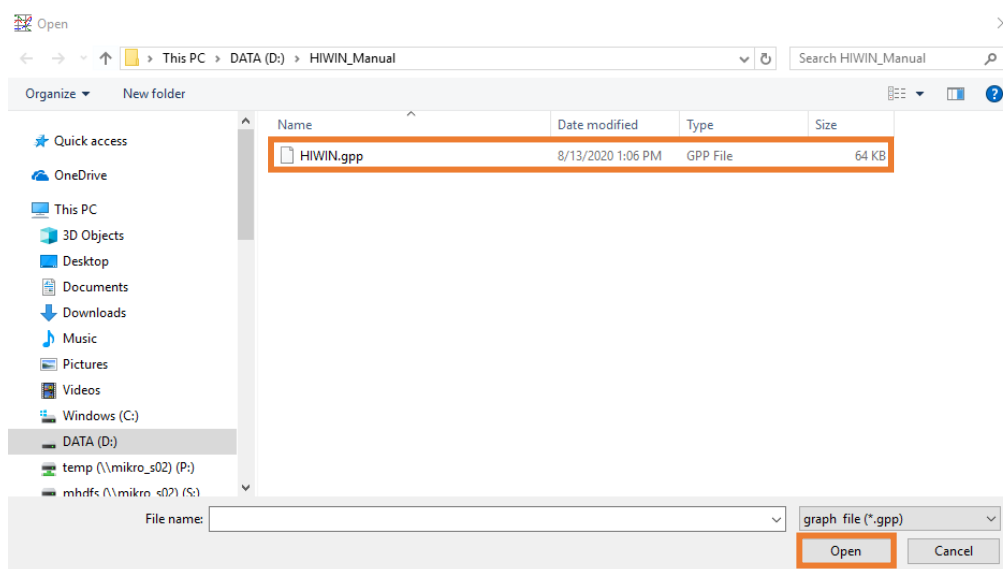 Open
This PC > DATA (D:) > HIWIN_Manual
Search HIWIN_Manual
Organize
New folder
Name
Date modified
Type
Size
HIWIN.gpp
8/13/2020 1:06 PM
GPP File
64 KB
Quick access
OneDrive
This PC
3D Objects
Desktop
Documents
Downloads
Music
Pictures
Videos
Windows (C:)
DATA (D:)
temp (\\mikro_s02) (P:)
mhdfs (\\mikro_s02) (S:)
File name:
graph file (*.gpp)
Open
Cancel